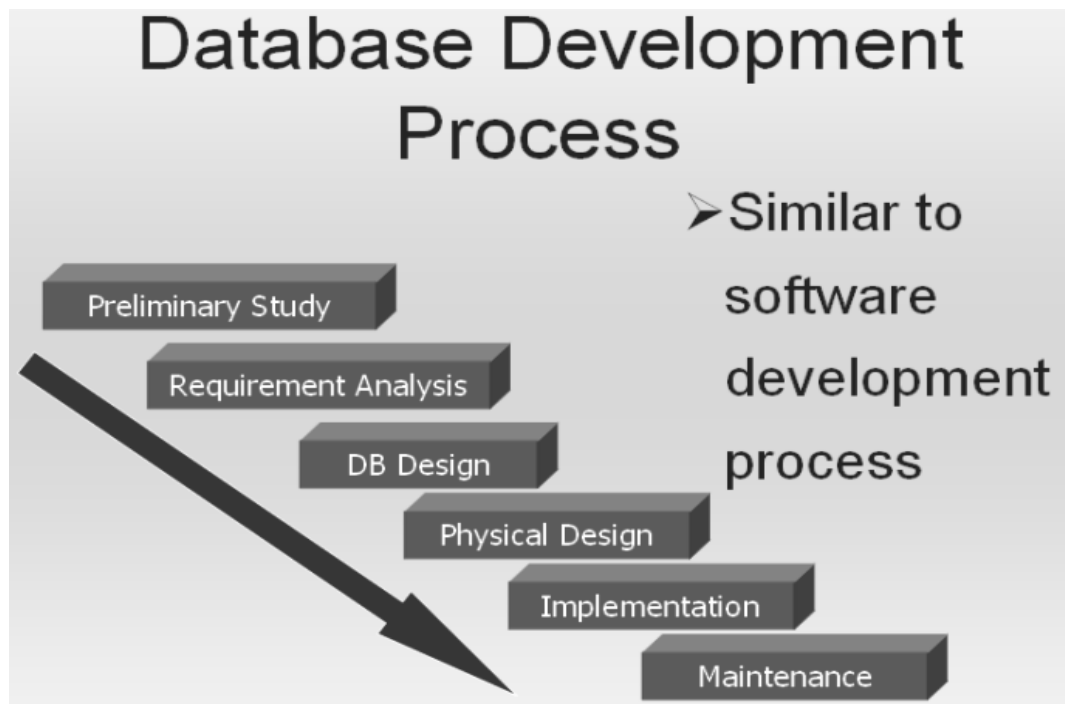 Database Development
Process
➢Similar to
software
development
process
Preliminary Study
Requirement Analysis
DB Design
Physical Design
Implementation
Maintenance